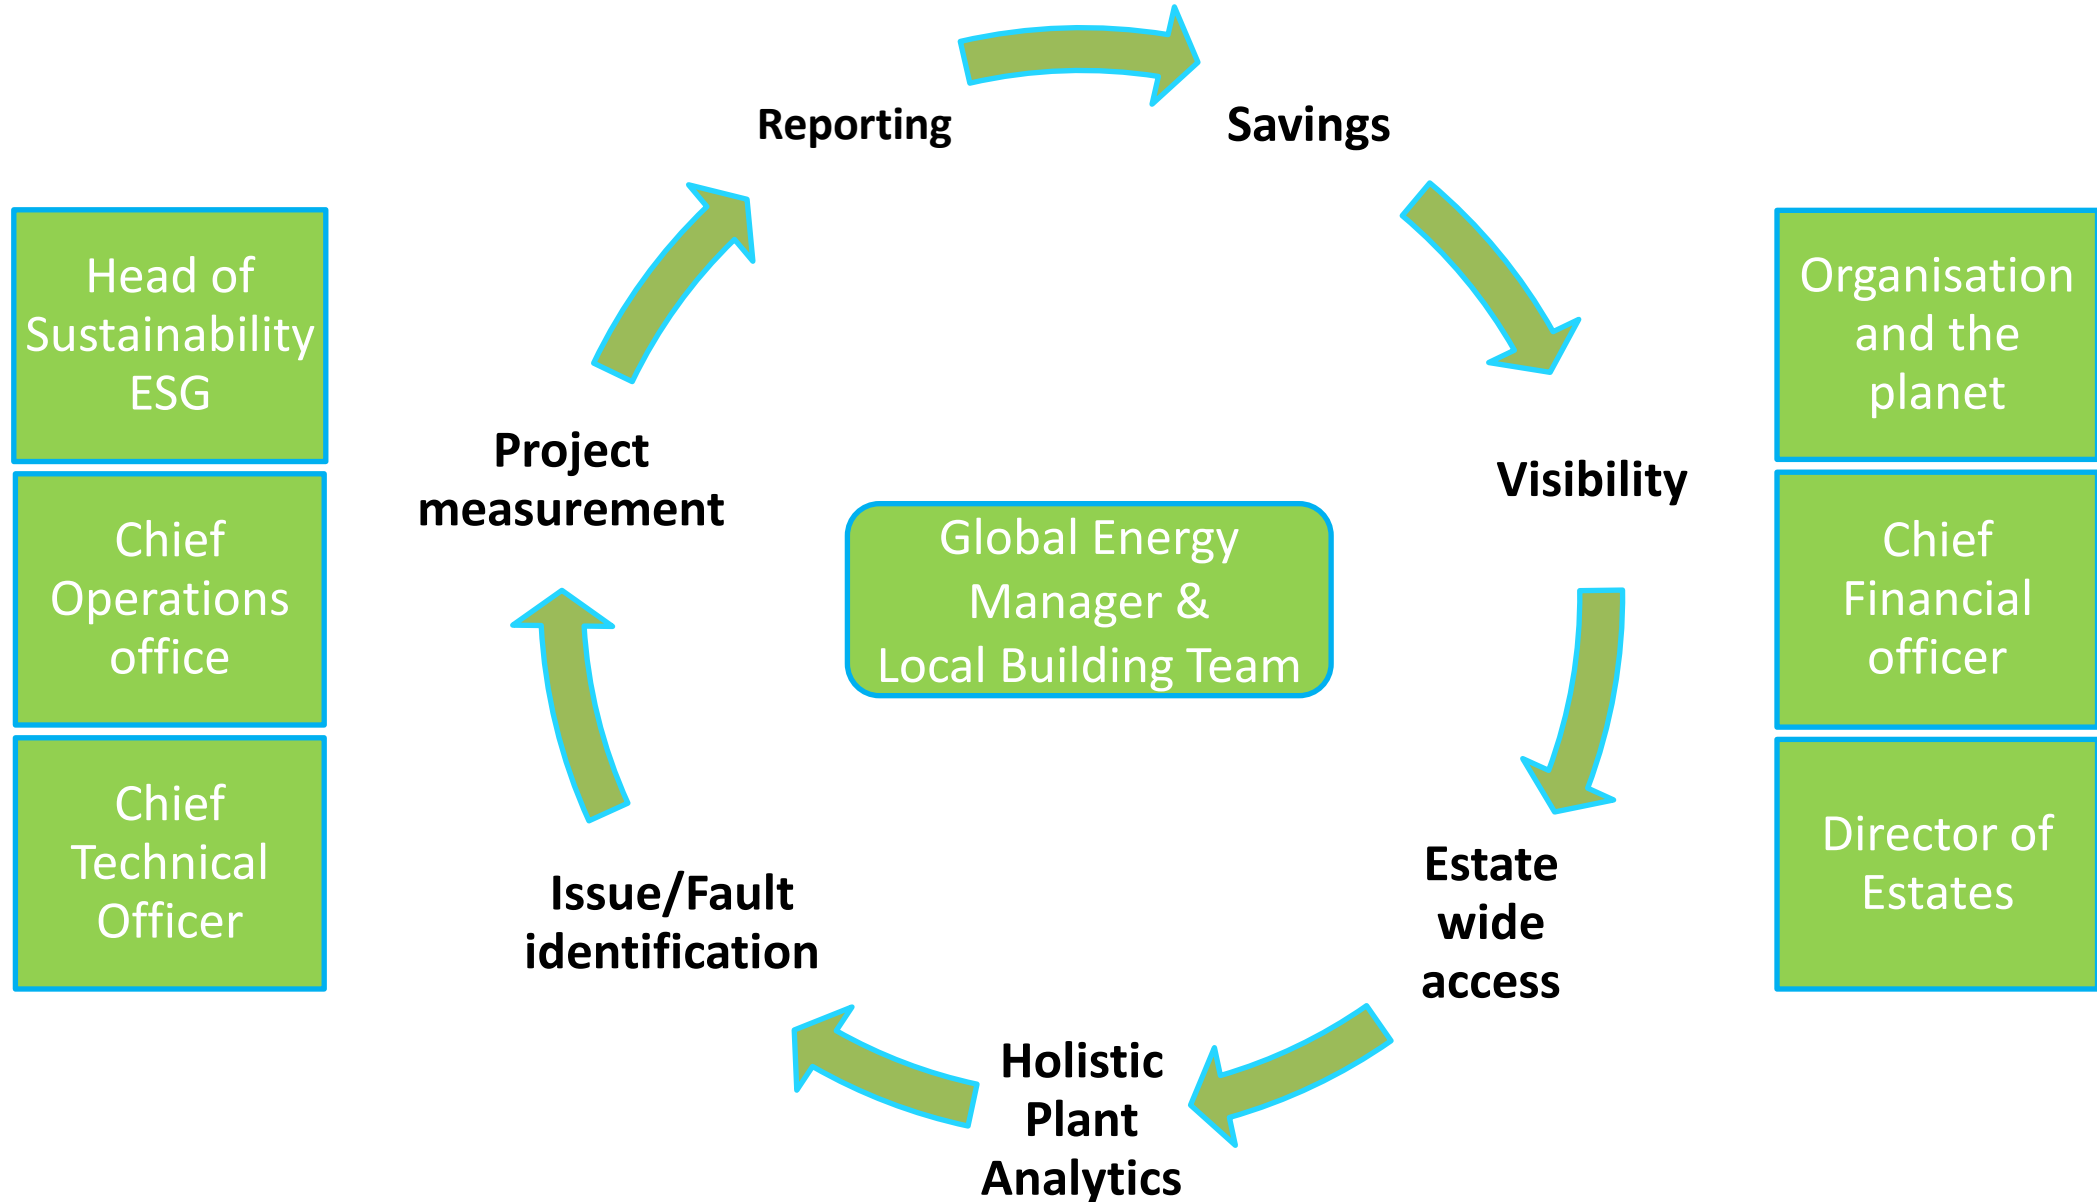 Reporting
Savings
Head of
Sustainability
ESG
Organisation
and the
planet
Project
measurement
Visibility
Chief
Operations
office
Global Energy
Manager &
Local Building Team
Chief
Financial
officer
Chief
Technical
Officer
Issue/Fault
identification
Estate
wide
access
Director of
Estates
Holistic
Plant
Analytics